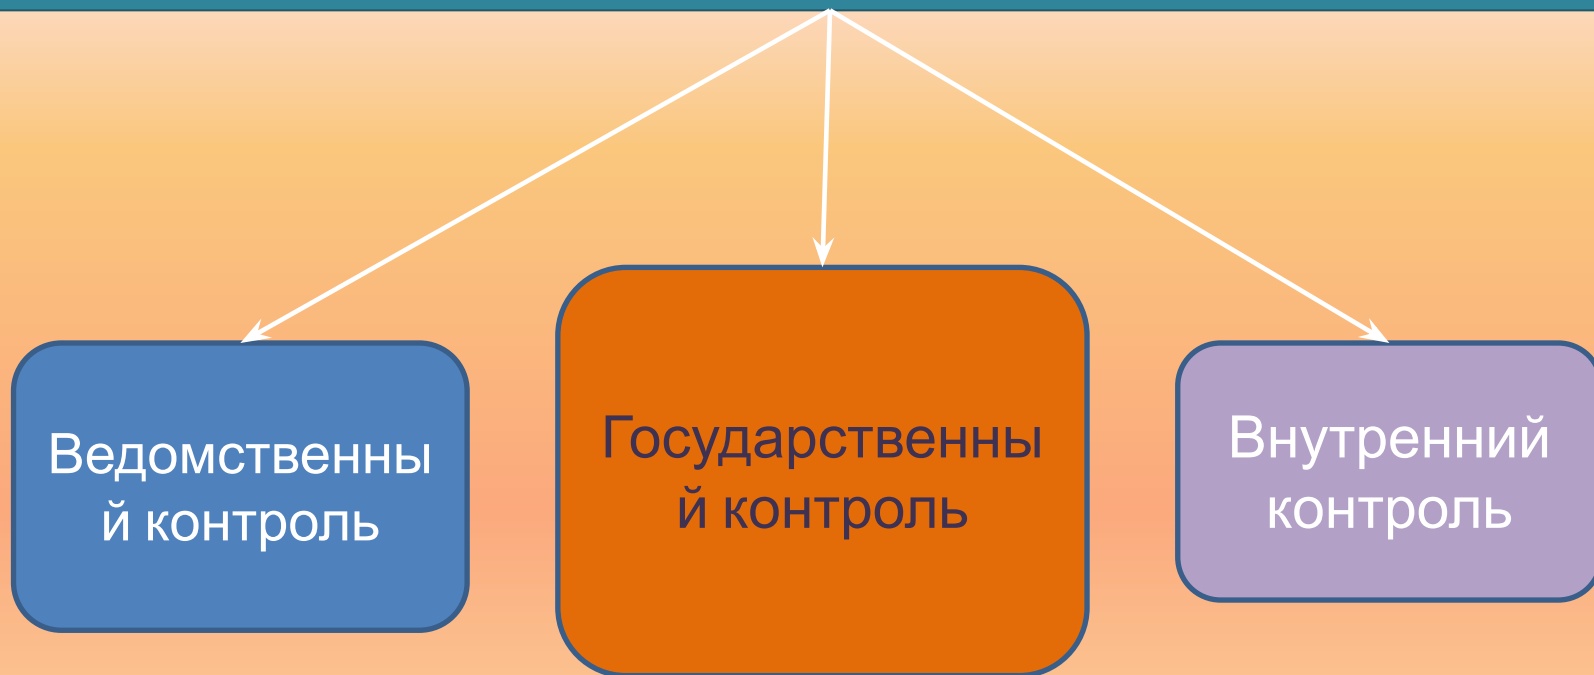 Ведомственны
й контроль
Государственны
й контроль
Внутренний
контроль